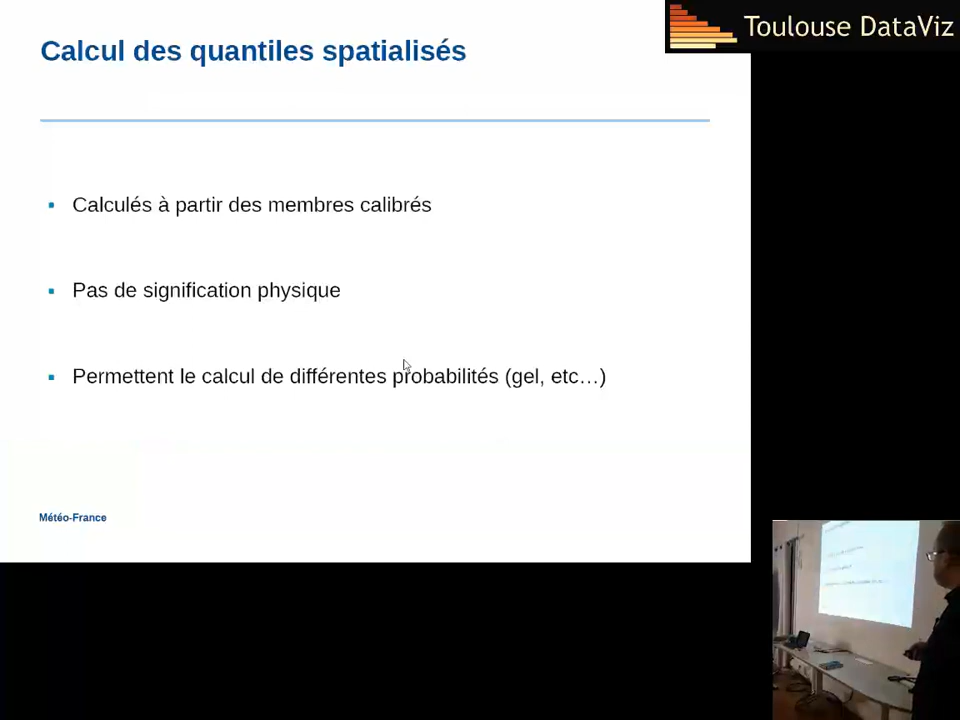 Toulouse DataViz
Calcul des quantiles spatialisés
Calculés à partir des membres calibrés
Pas de signification physique
Permettent le calcul de différentes probabilités (gel, etc…)
Météo-France